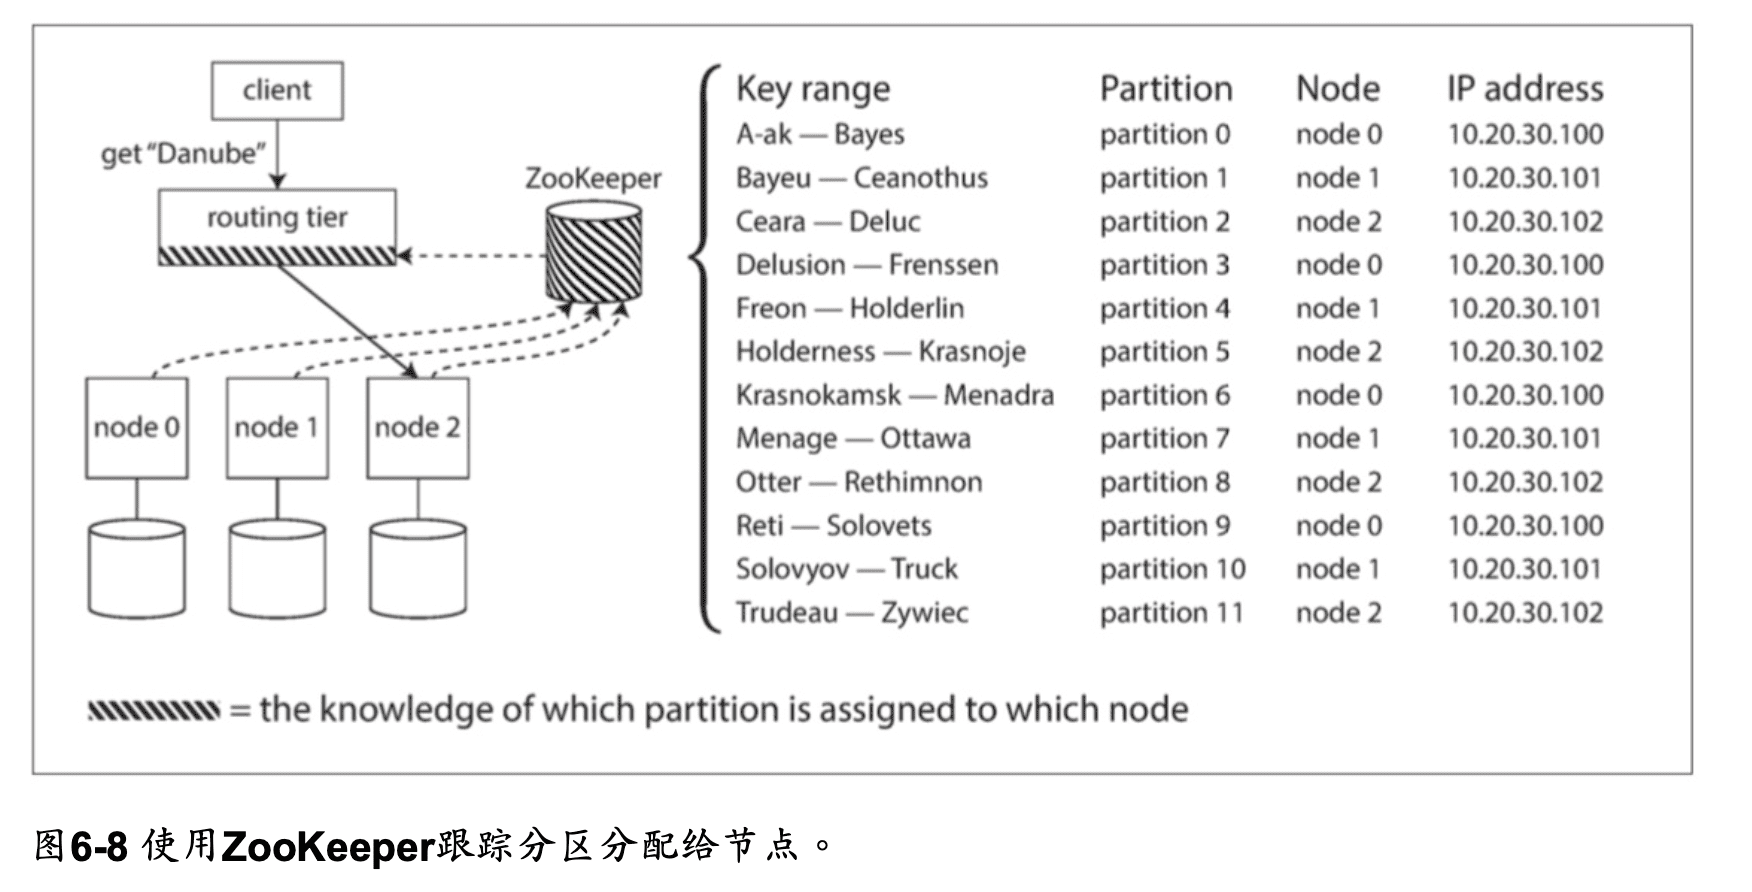 client
get “Danube”
routing tier
ZooKeeper
node 0 node 1 node 2
Key range Partition Node IP address
A-ak — Bayes partition 0 node 0 10.20.30.100
Bayeu — Ceanothus partition 1 node 1 10.20.30.101
Ceara — Deluc partition 2 node 2 10.20.30.102
Delusion — Frenssen partition 3 node 0 10.20.30.100
Freon — Holderlin partition 4 node 1 10.20.30.101
Holderness — Krasnoje partition 5 node 2 10.20.30.102
Krasnokamsk — Menadra partition 6 node 0 10.20.30.100
Menage — Ottawa partition 7 node 1 10.20.30.101
Otter — Rethimnon partition 8 node 2 10.20.30.102
Reti — Solovets partition 9 node 0 10.20.30.100
Solovyov — Truck partition 10 node 1 10.20.30.101
Trudeau — Zywiec partition 11 node 2 10.20.30.102
= the knowledge of which partition is assigned to which node
图6-8 使用ZooKeeper跟踪分区分配给节点。